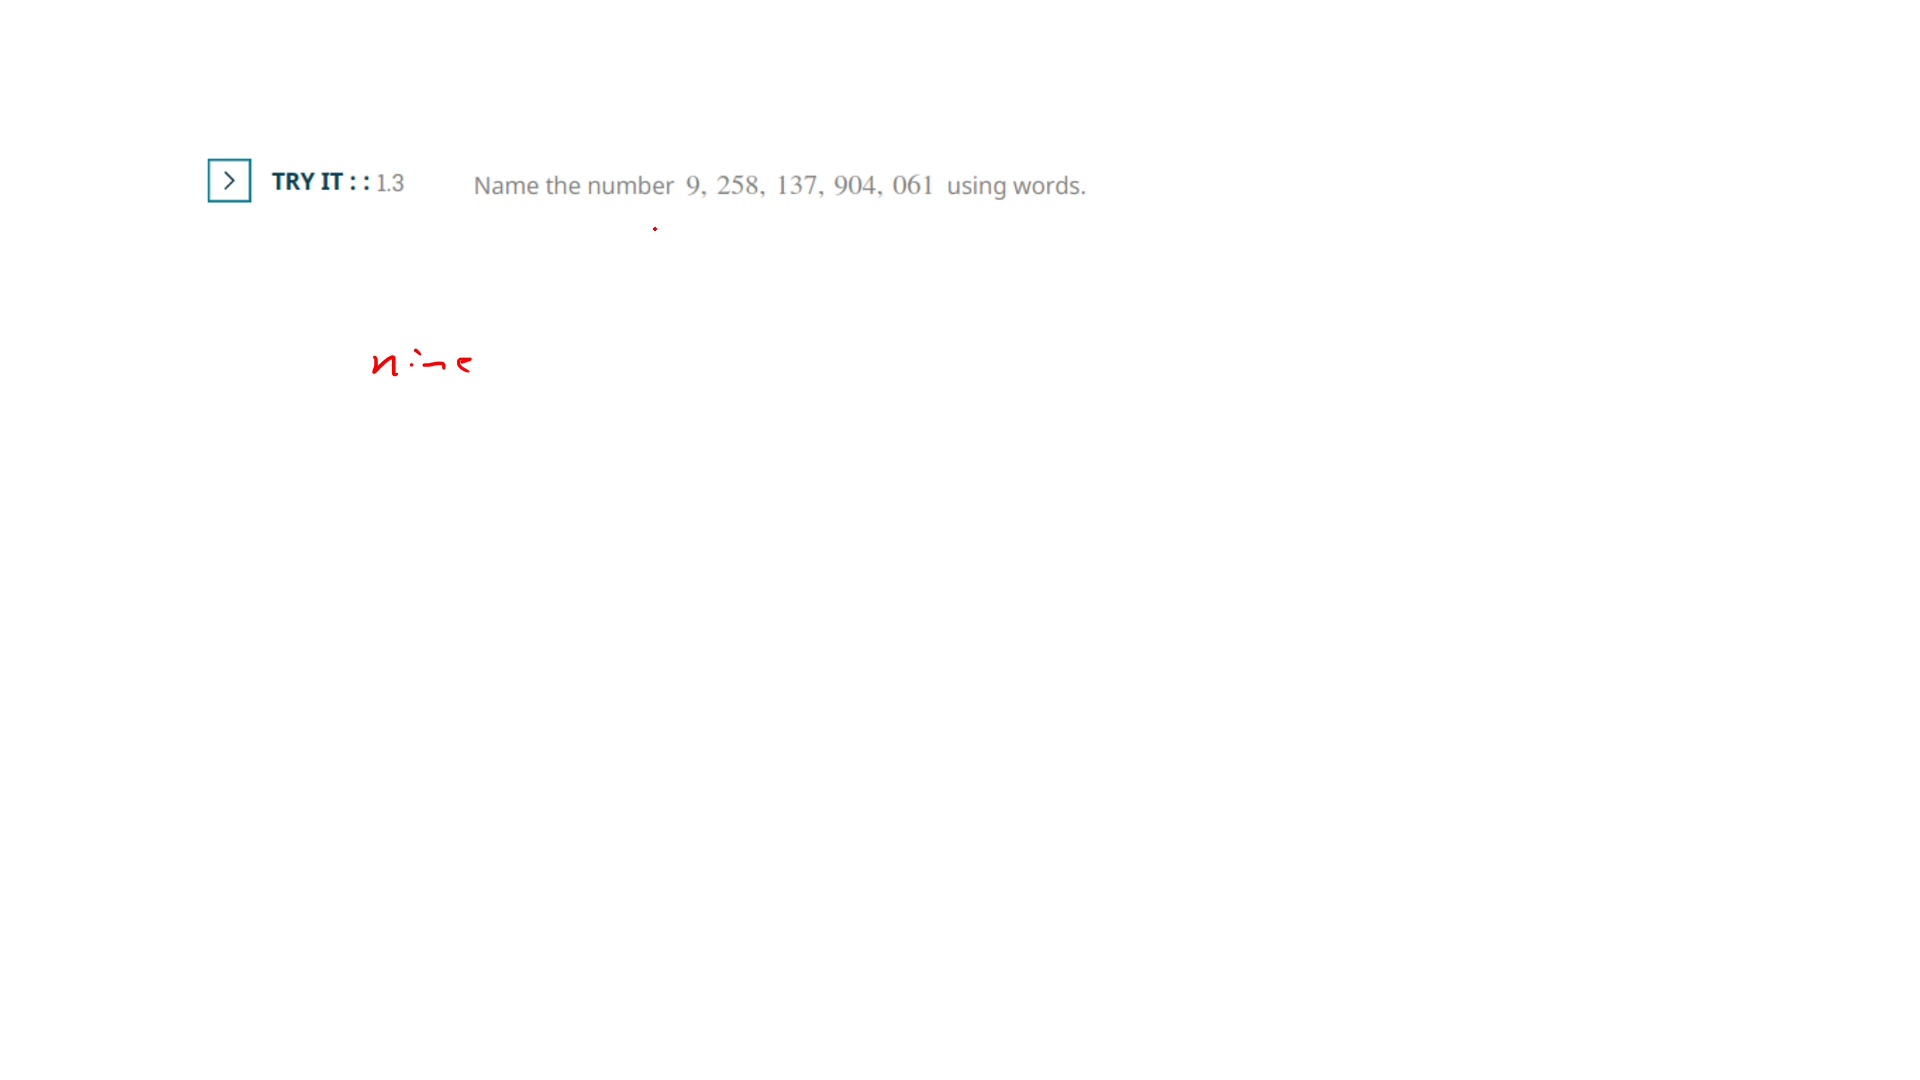 TRY IT : : 1.3 Name the number 9, 258, 137, 904, 061 using words.
nine